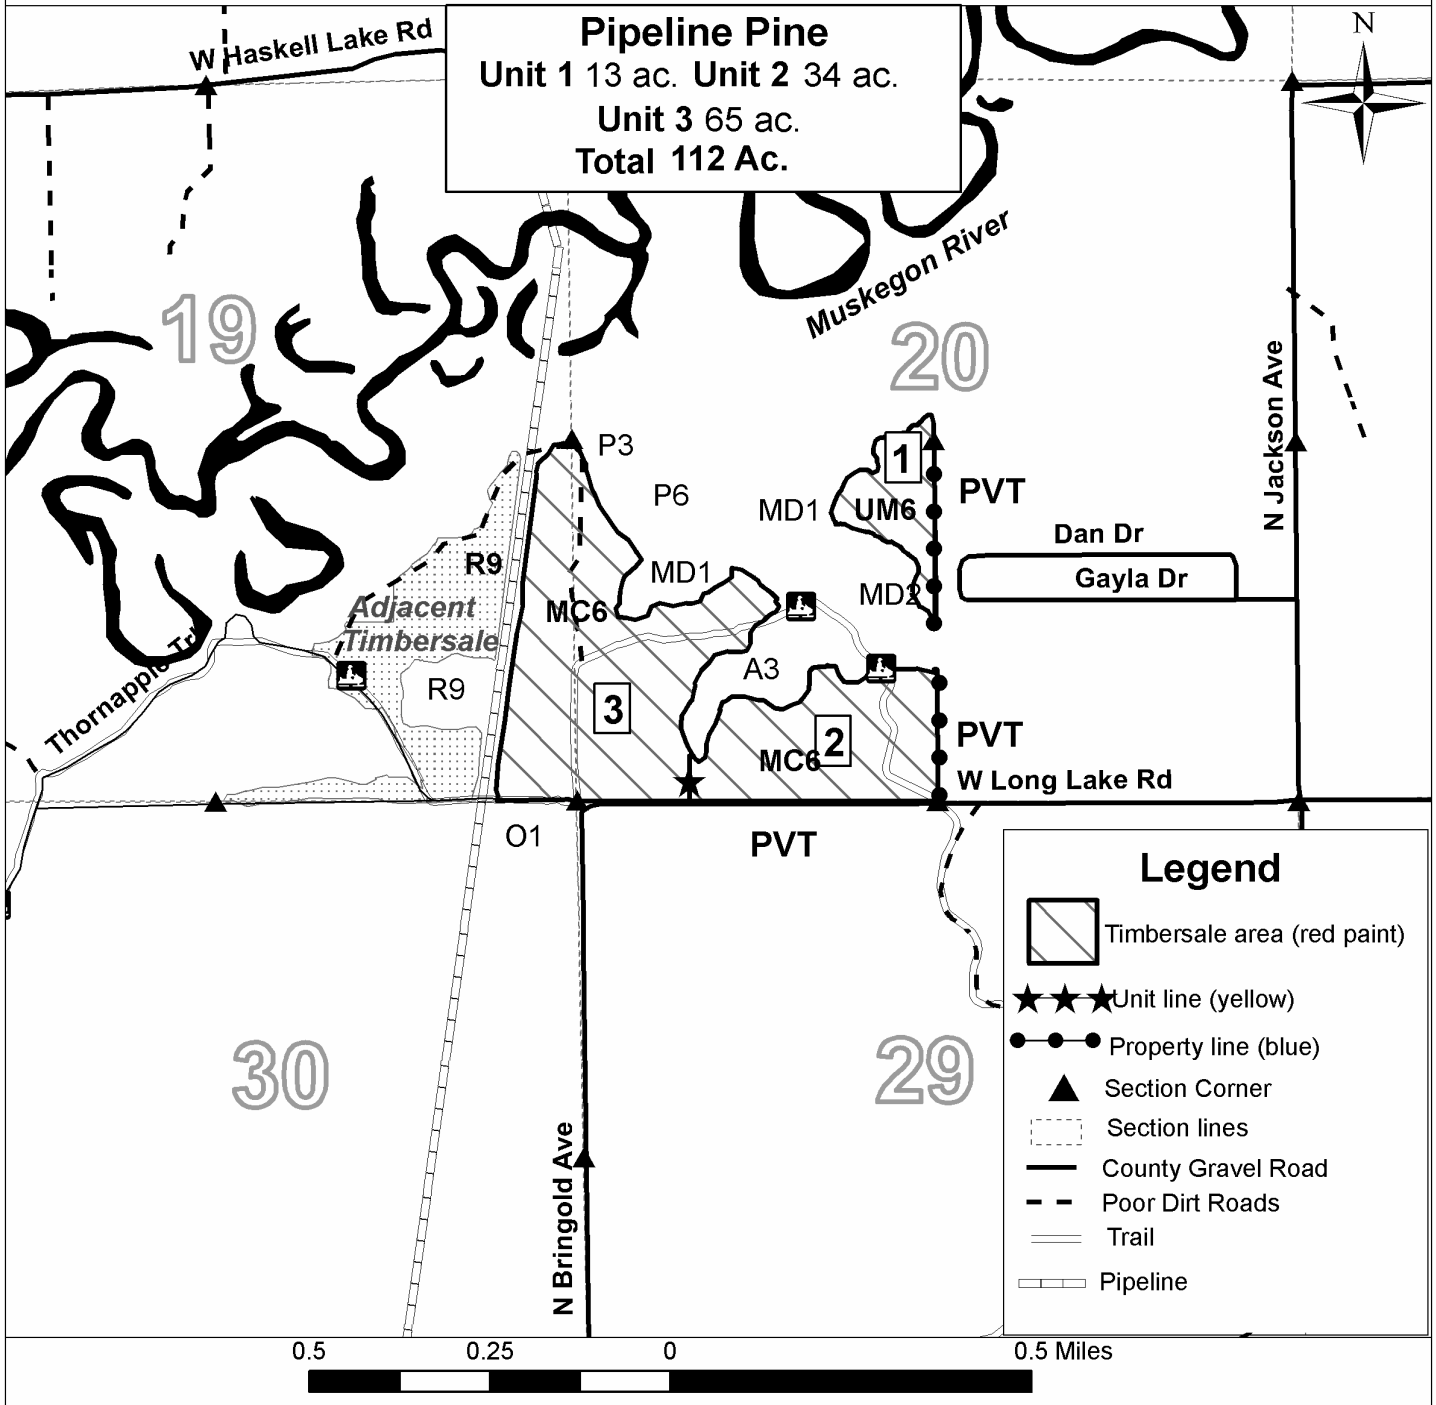 Pipeline Pine
Unit 1 13 ac. Unit 2 34 ac.
Unit 3 65 ac.
Total 112 Ac.
W Haskell Lake Rd
N
Muskegon River
19
20
N Jackson Ave
P3
P6
1
MD1
UM6
PVT
Dan Dr
R9
MD1
Gayla Dr
MD2
Adjacent
Timbersale
MC6
Thornapple Trl
R9
A3
3
2
MC6
PVT
W Long Lake Rd
O1
PVT
30
29
N Bringold Ave
Legend
Timbersale area (red paint)
Unit line (yellow)
Property line (blue)
Section Corner
Section lines
County Gravel Road
Poor Dirt Roads
Trail
Pipeline
0.5 0.25 0 0.5 Miles